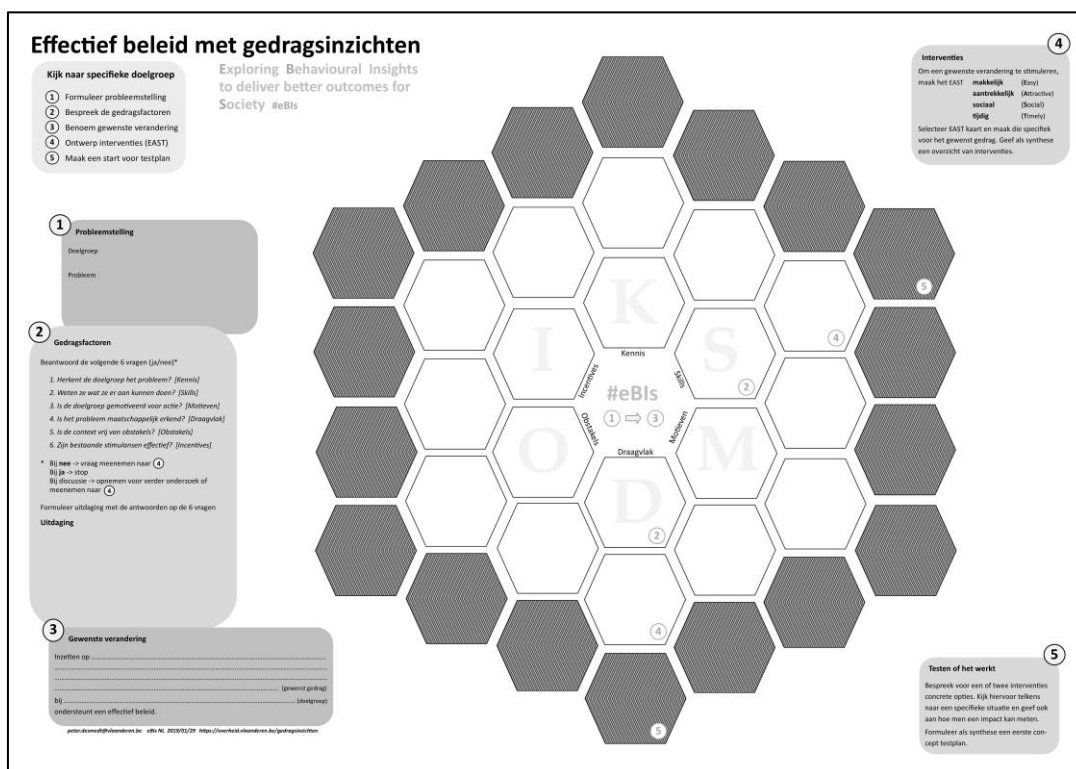 Effectief beleid met gedragsinzichten
Kijk naar specifieke doelgroep
1 Formuleer probleemstelling
2 Bespreek de gedragsfactoren
3 Benoem gewenste verandering
4 Ontwerp interventies (EAST)
5 Maak een start voor testplan
Exploring Behavioural Insights
to deliver better outcomes for
Society #eBIs
1
Probleemstelling
Doelgroep
Probleem
2
Gedragsfactoren
Beantwoord de volgende 6 vragen (ja/nee)*
1. Herkent de doelgroep het probleem? [Kennis]
2. Weten ze wat ze er aan kunnen doen? [Skills]
3. Is de doelgroep gemotiveerd voor actie? [Motieven]
4. Is het probleem maatschappelijk erkend? [Draagvlak]
5. Is de context vrij van obstakels? [Obstakels]
6. Zijn bestaande stimulansen effectief? [Incentives]
* Bij nee -> vraag meenemen naar 4
Bij ja -> stop
Bij discussie -> opnemen voor verder onderzoek of
meenemen naar 4
Formuleer uitdaging met de antwoorden op de 6 vragen
Uitdaging
3
Gewenste verandering
Inzetten op ........................................
........................................
........................................
........................................ (gewenst gedrag)
bij ........................................ (doelgroep)
ondersteunt een effectief beleid.
peter.desmedt@vlaanderen.be eBIs NL 2019/01/29 https://overheid.vlaanderen.be/gedragsinzichten
K
Kennis
I
Incentives
S
Skills
2
#eBIs
1 ⇨ 3
O
Obstakels
M
Motieven
Draagvlak
D
2
4
5
4
5
4
Interventies
Om een gewenste verandering te stimuleren,
maak het EAST makkelijk (Easy)
aantrekkelijk (Attractive)
sociaal (Social)
tijdig (Timely)
Selecteer EAST kaart en maak die specifiek
voor het gewenst gedrag. Geef als synthese
een overzicht van interventies.
5
Testen of het werkt
Bespreek voor een of twee interventies
concrete opties. Kijk hiervoor telkens
naar een specifieke situatie en geef ook
aan hoe men een impact kan meten.
Formuleer als synthese een eerste con-
cept testplan.